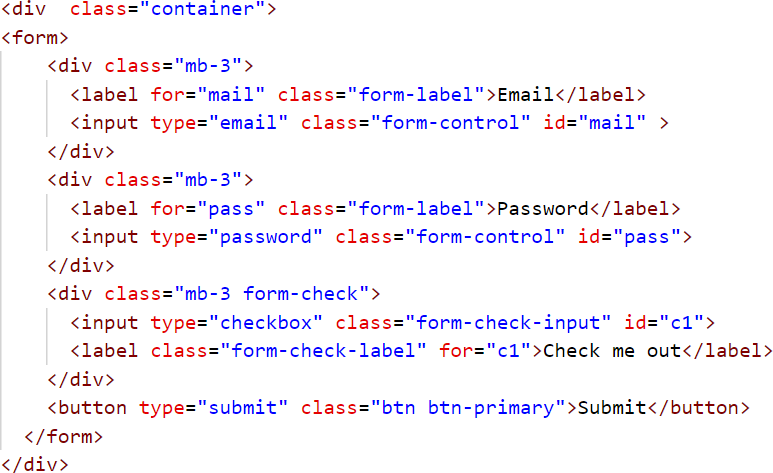 <div  class="container">
<form>
    <div class="mb-3">
      <label for="mail" class="form-label">Email</label>
      <input type="email" class="form-control" id="mail" >
    </div>
    <div class="mb-3">
      <label for="pass" class="form-label">Password</label>
      <input type="password" class="form-control" id="pass">
    </div>
    <div class="mb-3 form-check">
      <input type="checkbox" class="form-check-input" id="c1">
      <label class="form-check-label" for="c1">Check me out</label>
    </div>
    <button type="submit" class="btn btn-primary">Submit</button>
  </form>
</div>